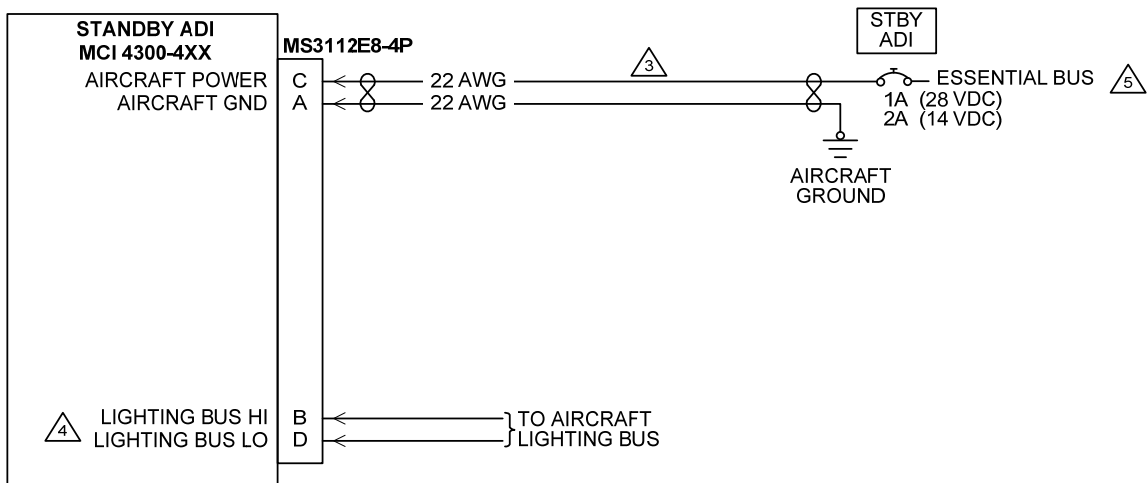 STANDBY ADI
MCI 4300-4XX
MS3112E8-4P
STBY
ADI
AIRCRAFT POWER C 22 AWG 3 ESSENTIAL BUS 5
AIRCRAFT GND A 22 AWG 1A (28 VDC)
2A (14 VDC)
AIRCRAFT
GROUND
LIGHTING BUS HI B TO AIRCRAFT
4 LIGHTING BUS LO D LIGHTING BUS